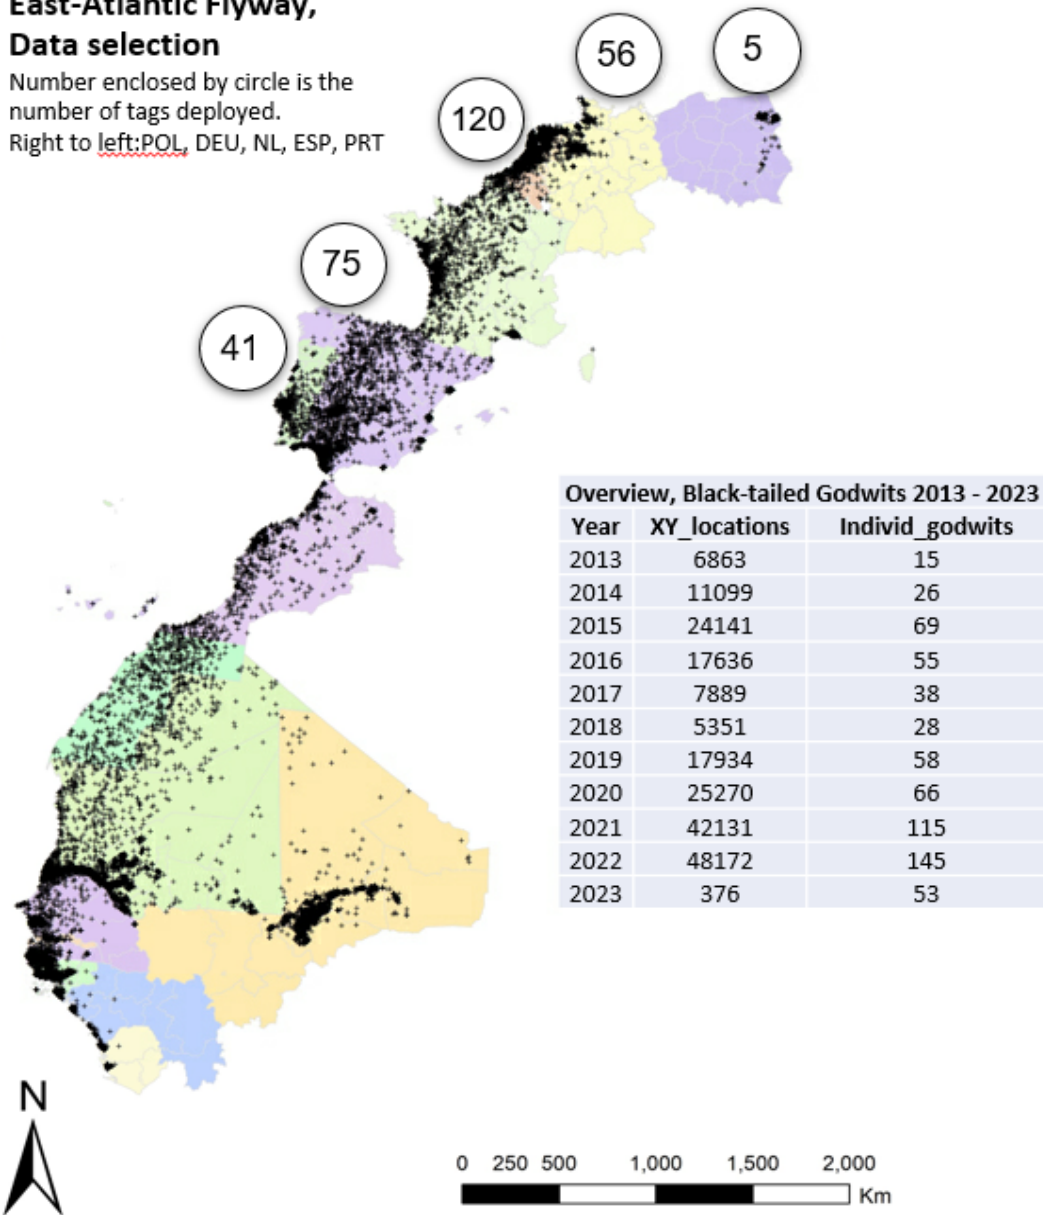 East-Atlantic Flyway,
Data selection
Number enclosed by circle is the
number of tags deployed.
Right to left:POL, DEU, NL, ESP, PRT
56
5
120
75
41
Overview, Black-tailed Godwits 2013 - 2023
Year XY_locations Individ_godwits
2013 6863 15
2014 11099 26
2015 24141 69
2016 17636 55
2017 7889 38
2018 5351 28
2019 17934 58
2020 25270 66
2021 42131 115
2022 48172 145
2023 376 53
N
0 250 500 1,000 1,500 2,000
Km